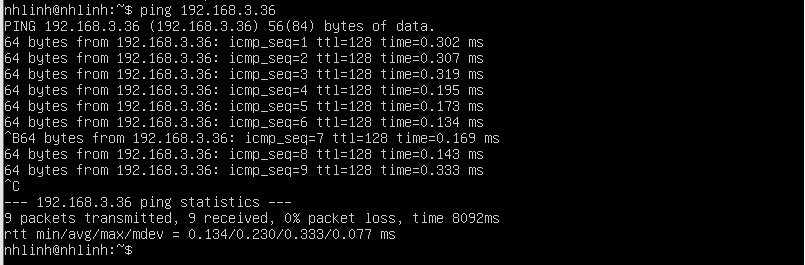 nhlinh@nhlinh:~$ ping 192.168.3.36
PING 192.168.3.36 (192.168.3.36) 56(84) bytes of data.
64 bytes from 192.168.3.36: icmp_seq=1 ttl=128 time=0.302 ms
64 bytes from 192.168.3.36: icmp_seq=2 ttl=128 time=0.307 ms
64 bytes from 192.168.3.36: icmp_seq=3 ttl=128 time=0.319 ms
64 bytes from 192.168.3.36: icmp_seq=4 ttl=128 time=0.195 ms
64 bytes from 192.168.3.36: icmp_seq=5 ttl=128 time=0.173 ms
64 bytes from 192.168.3.36: icmp_seq=6 ttl=128 time=0.134 ms
^B64 bytes from 192.168.3.36: icmp_seq=7 ttl=128 time=0.169 ms
64 bytes from 192.168.3.36: icmp_seq=8 ttl=128 time=0.143 ms
64 bytes from 192.168.3.36: icmp_seq=9 ttl=128 time=0.333 ms
^C
--- 192.168.3.36 ping statistics ---
9 packets transmitted, 9 received, 0% packet loss, time 8092ms
rtt min/avg/max/mdev = 0.134/0.230/0.333/0.077 ms
nhlinh@nhlinh:~$